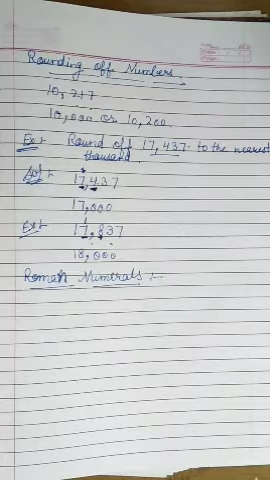 Rounding off Numbers.
10,217
10,000 or 10,200.
Ex:- Round off 17,437 to the nearest
thousand.
Sol:- 17,437
17,000
Ex:- 17,837
18,000
Roman Numerals :-